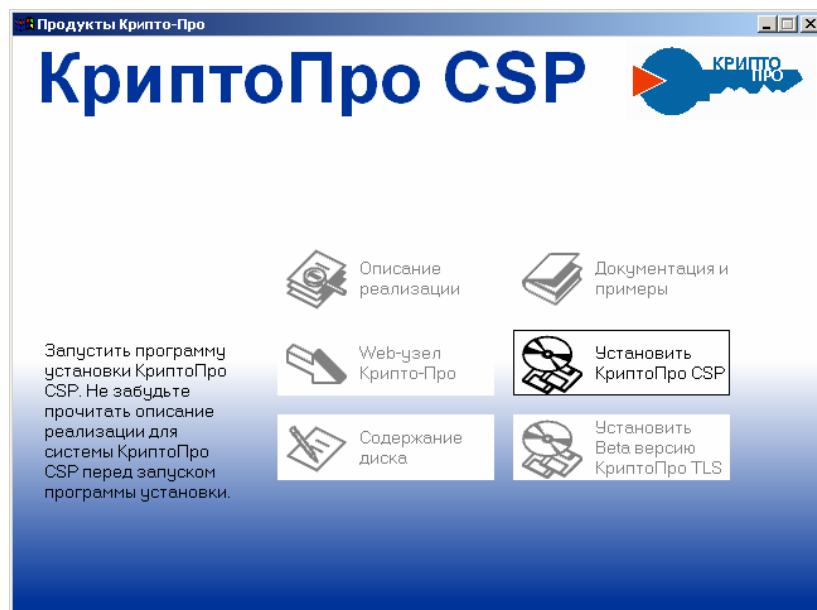 Продукты Крипто-Про
КриптоПро CSP
КРИПТО
ПРО
Описание
реализации
Документация и
примеры
Запустить программу
установки КриптоПро
CSP. Не забудьте
прочитать описание
реализации для
системы КриптоПро
CSP перед запуском
программы установки.
Web-узел
Крипто-Про
Установить
КриптоПро CSP
Содержание
диска
Установить
Beta версию
КриптоПро TLS